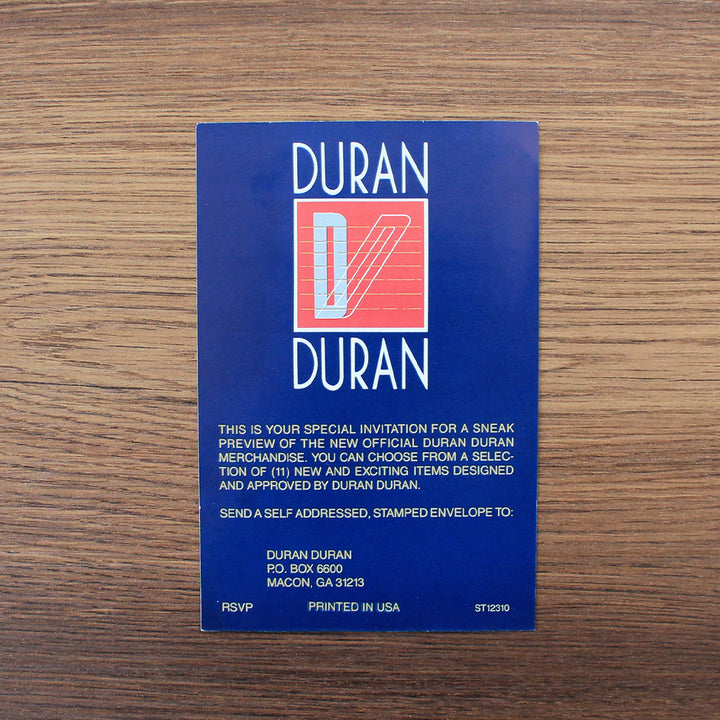 DURAN
D
DURAN
THIS IS YOUR SPECIAL INVITATION FOR A SNEAK
PREVIEW OF THE NEW OFFICIAL DURAN DURAN
MERCHANDISE. YOU CAN CHOOSE FROM A SELEC-
TION OF (11) NEW AND EXCITING ITEMS DESIGNED
AND APPROVED BY DURAN DURAN.
SEND A SELF ADDRESSED, STAMPED ENVELOPE TO:
DURAN DURAN
P.O. BOX 6600
MACON, GA 31213
RSVP PRINTED IN USA ST12310